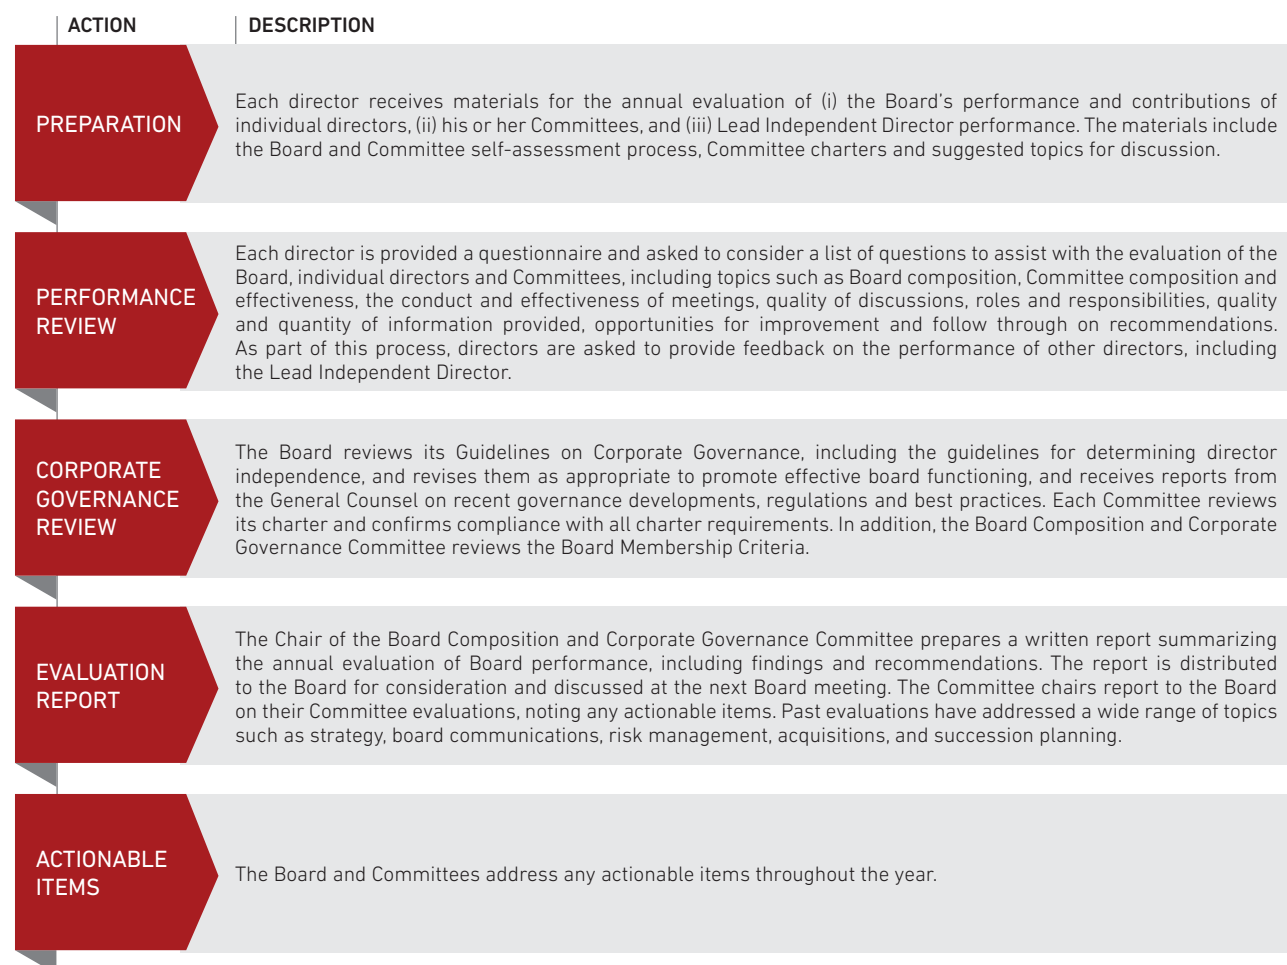 ACTION
DESCRIPTION
PREPARATION
Each director receives materials for the annual evaluation of (i) the Board’s performance and contributions of
individual directors, (ii) his or her Committees, and (iii) Lead Independent Director performance. The materials include
the Board and Committee self-assessment process, Committee charters and suggested topics for discussion.
PERFORMANCE
REVIEW
Each director is provided a questionnaire and asked to consider a list of questions to assist with the evaluation of the
Board, individual directors and Committees, including topics such as Board composition, Committee composition and
effectiveness, the conduct and effectiveness of meetings, quality of discussions, roles and responsibilities, quality
and quantity of information provided, opportunities for improvement and follow through on recommendations.
As part of this process, directors are asked to provide feedback on the performance of other directors, including
the Lead Independent Director.
CORPORATE
GOVERNANCE
REVIEW
The Board reviews its Guidelines on Corporate Governance, including the guidelines for determining director
independence, and revises them as appropriate to promote effective board functioning, and receives reports from
the General Counsel on recent governance developments, regulations and best practices. Each Committee reviews
its charter and confirms compliance with all charter requirements. In addition, the Board Composition and Corporate
Governance Committee reviews the Board Membership Criteria.
EVALUATION
REPORT
The Chair of the Board Composition and Corporate Governance Committee prepares a written report summarizing
the annual evaluation of Board performance, including findings and recommendations. The report is distributed
to the Board for consideration and discussed at the next Board meeting. The Committee chairs report to the Board
on their Committee evaluations, noting any actionable items. Past evaluations have addressed a wide range of topics
such as strategy, board communications, risk management, acquisitions, and succession planning.
ACTIONABLE
ITEMS
The Board and Committees address any actionable items throughout the year.